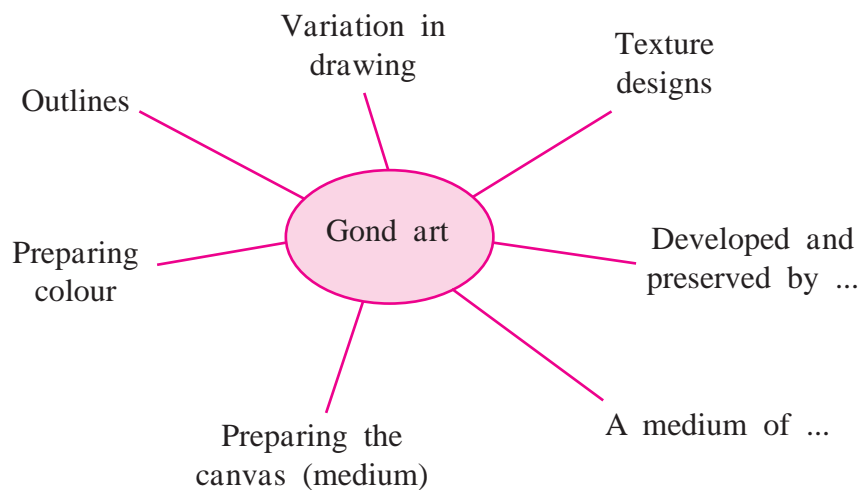 Variation in
drawing
Texture
designs
Outlines
Gond art
Preparing
colour
Developed and
preserved by ...
A medium of ...
Preparing the
canvas (medium)